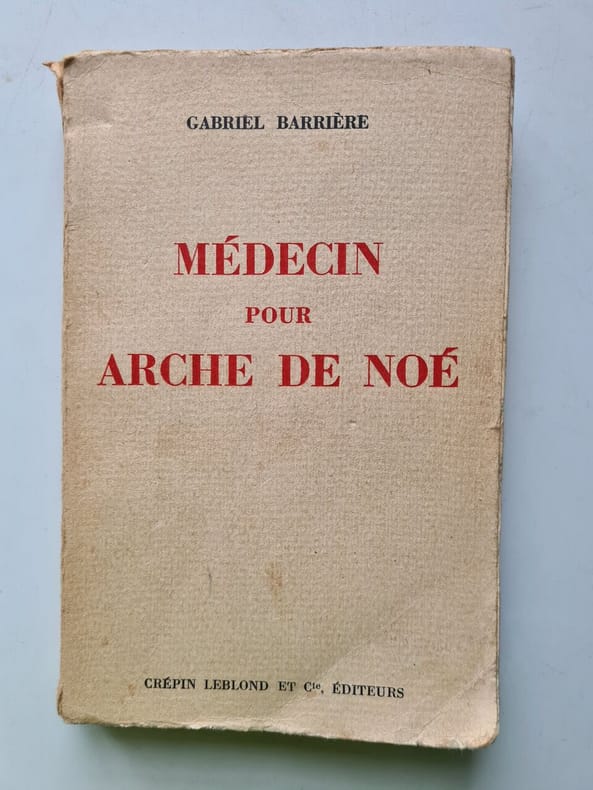 GABRIEL BARRIÈRE
MÉDECIN
POUR
ARCHE DE NOÉ
CRÉPIN LEBLOND ET Cie, ÉDITEURS